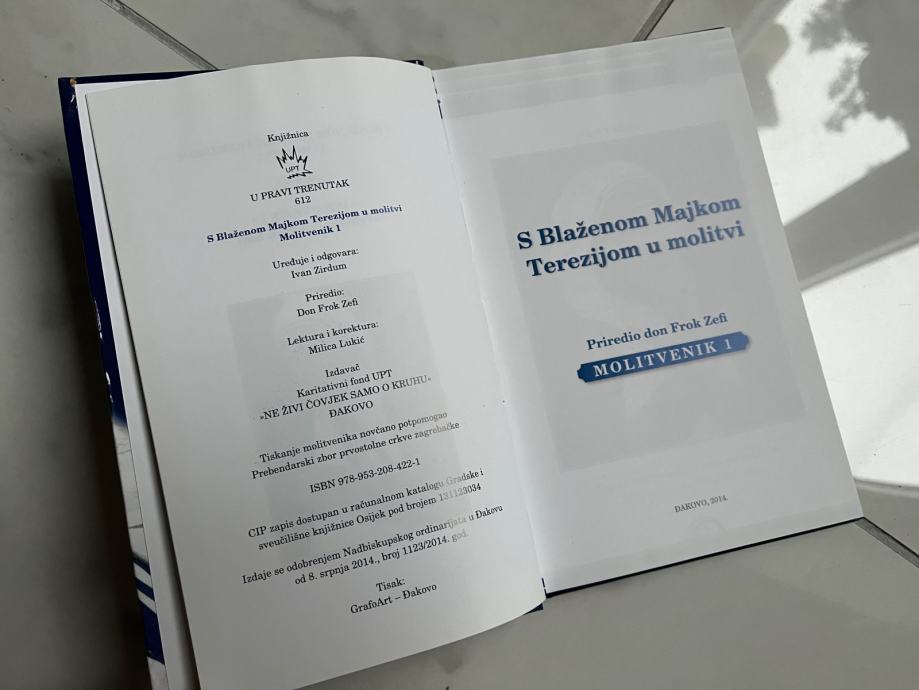 Knjižnica
UPT
U PRAVI TRENUTAK
612
S Blaženom Majkom Terezijom u molitvi
Molitvenik 1
Uređuje i odgovara:
Ivan Zirdum
Priredio:
Don Frok Zefi
Lektura i korektura:
Milica Lukić
Izdavač
Karitativni fond UPT
»NE ŽIVI ČOVJEK SAMO O KRUHU«
ĐAKOVO
Tiskanje molitvenika novčano potpomogao
Prebendarski zbor prvostolne crkve zagrebačke
ISBN 978-953-208-422-1
CIP zapis dostupan u računalnom katalogu Gradske i
sveučilišne knjižnice Osijek pod brojem 131123034
Izdaje se odobrenjem Nadbiskupskog ordinarijata u Đakovu
od 8. srpnja 2014., broj 1123/2014. god.
Tisak:
GrafoArt – Đakovo
S Blaženom Majkom
Terezijom u molitvi
Priredio don Frok Zefi
MOLITVENIK 1
ĐAKOVO, 2014.